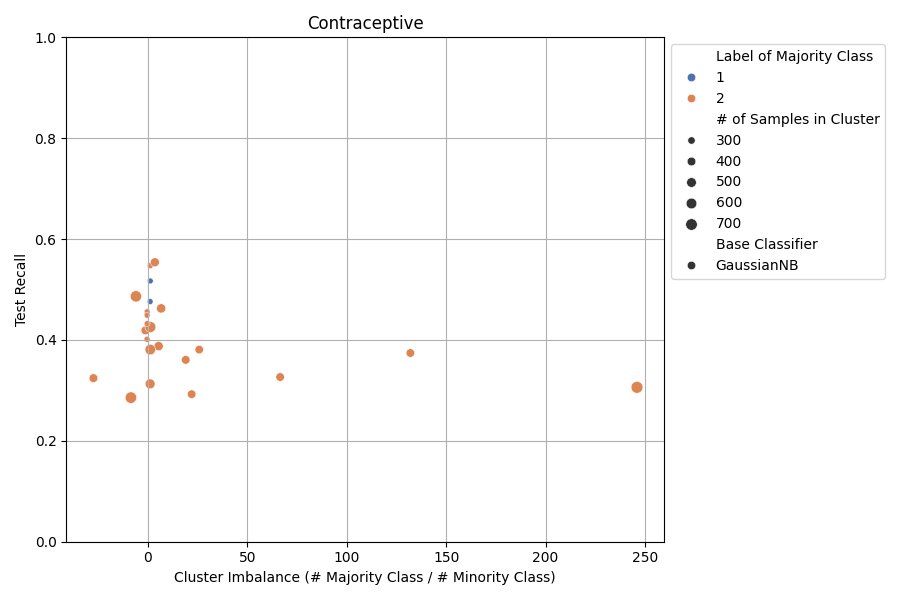 Contraceptive
1.0
0.8
0.6
0.4
0.2
0.0
Test Recall
0
50
100
150
200
250
Cluster Imbalance (# Majority Class / # Minority Class)
Label of Majority Class
1
2
# of Samples in Cluster
300
400
500
600
700
Base Classifier
GaussianNB